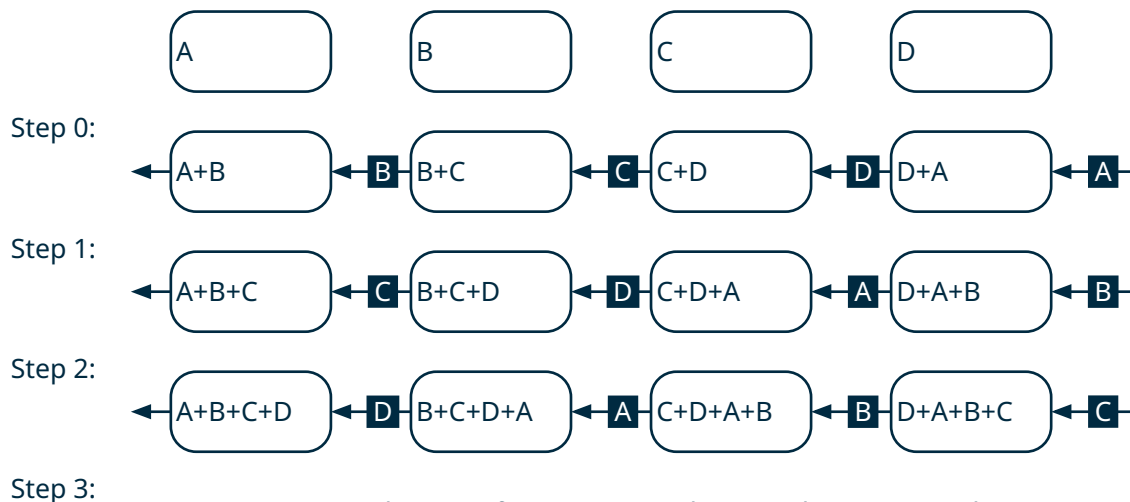 A B C D
Step 0:
A+B B B+C C C+D D D+A A
Step 1:
A+B+C C B+C+D D C+D+A A D+A+B B
Step 2:
A+B+C+D D B+C+D+A A C+D+A+B B D+A+B+C C
Step 3: